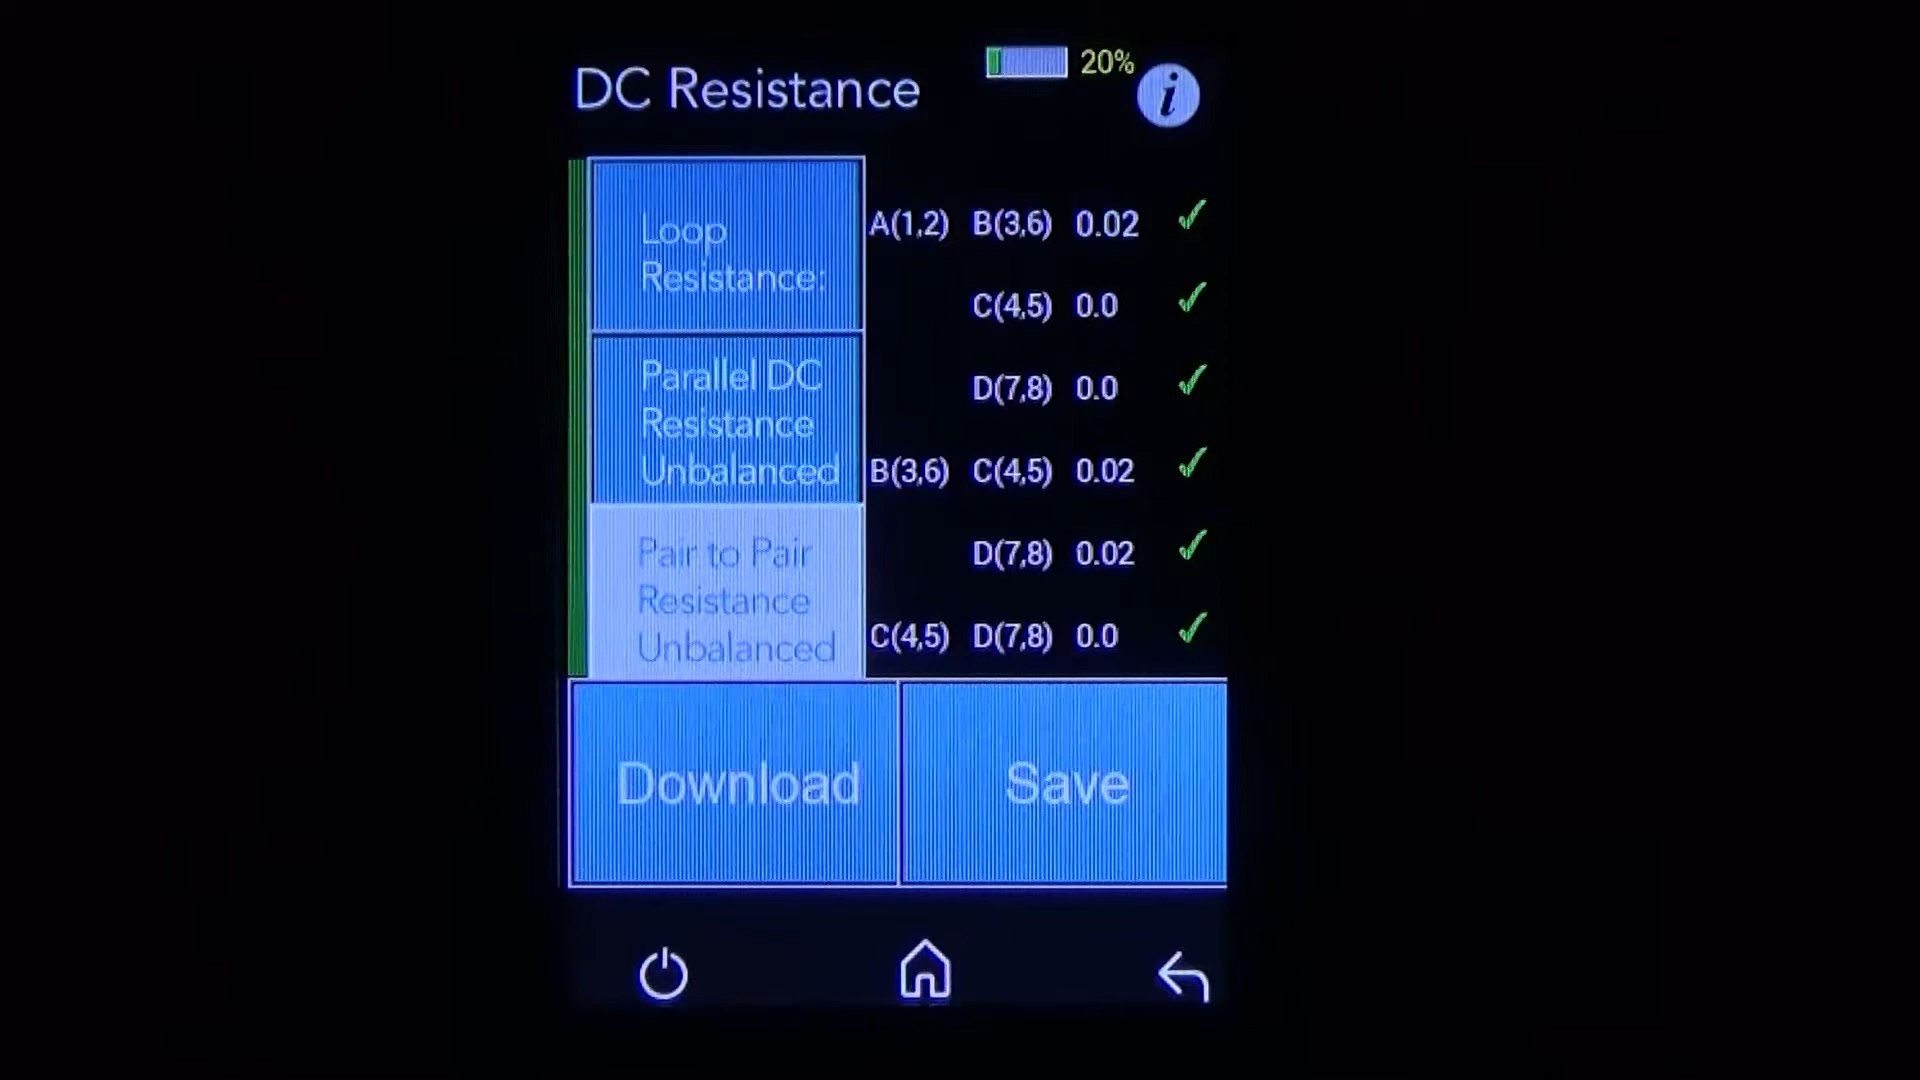 20%
DC Resistance
i
Loop
Resistance:
Parallel DC
Resistance
Unbalanced
Pair to Pair
Resistance
Unbalanced
A(1,2) B(3,6) 0.02
C(4,5) 0.0
D(7,8) 0.0
B(3,6) C(4,5) 0.02
D(7,8) 0.02
C(4,5) D(7,8) 0.0
Download
Save